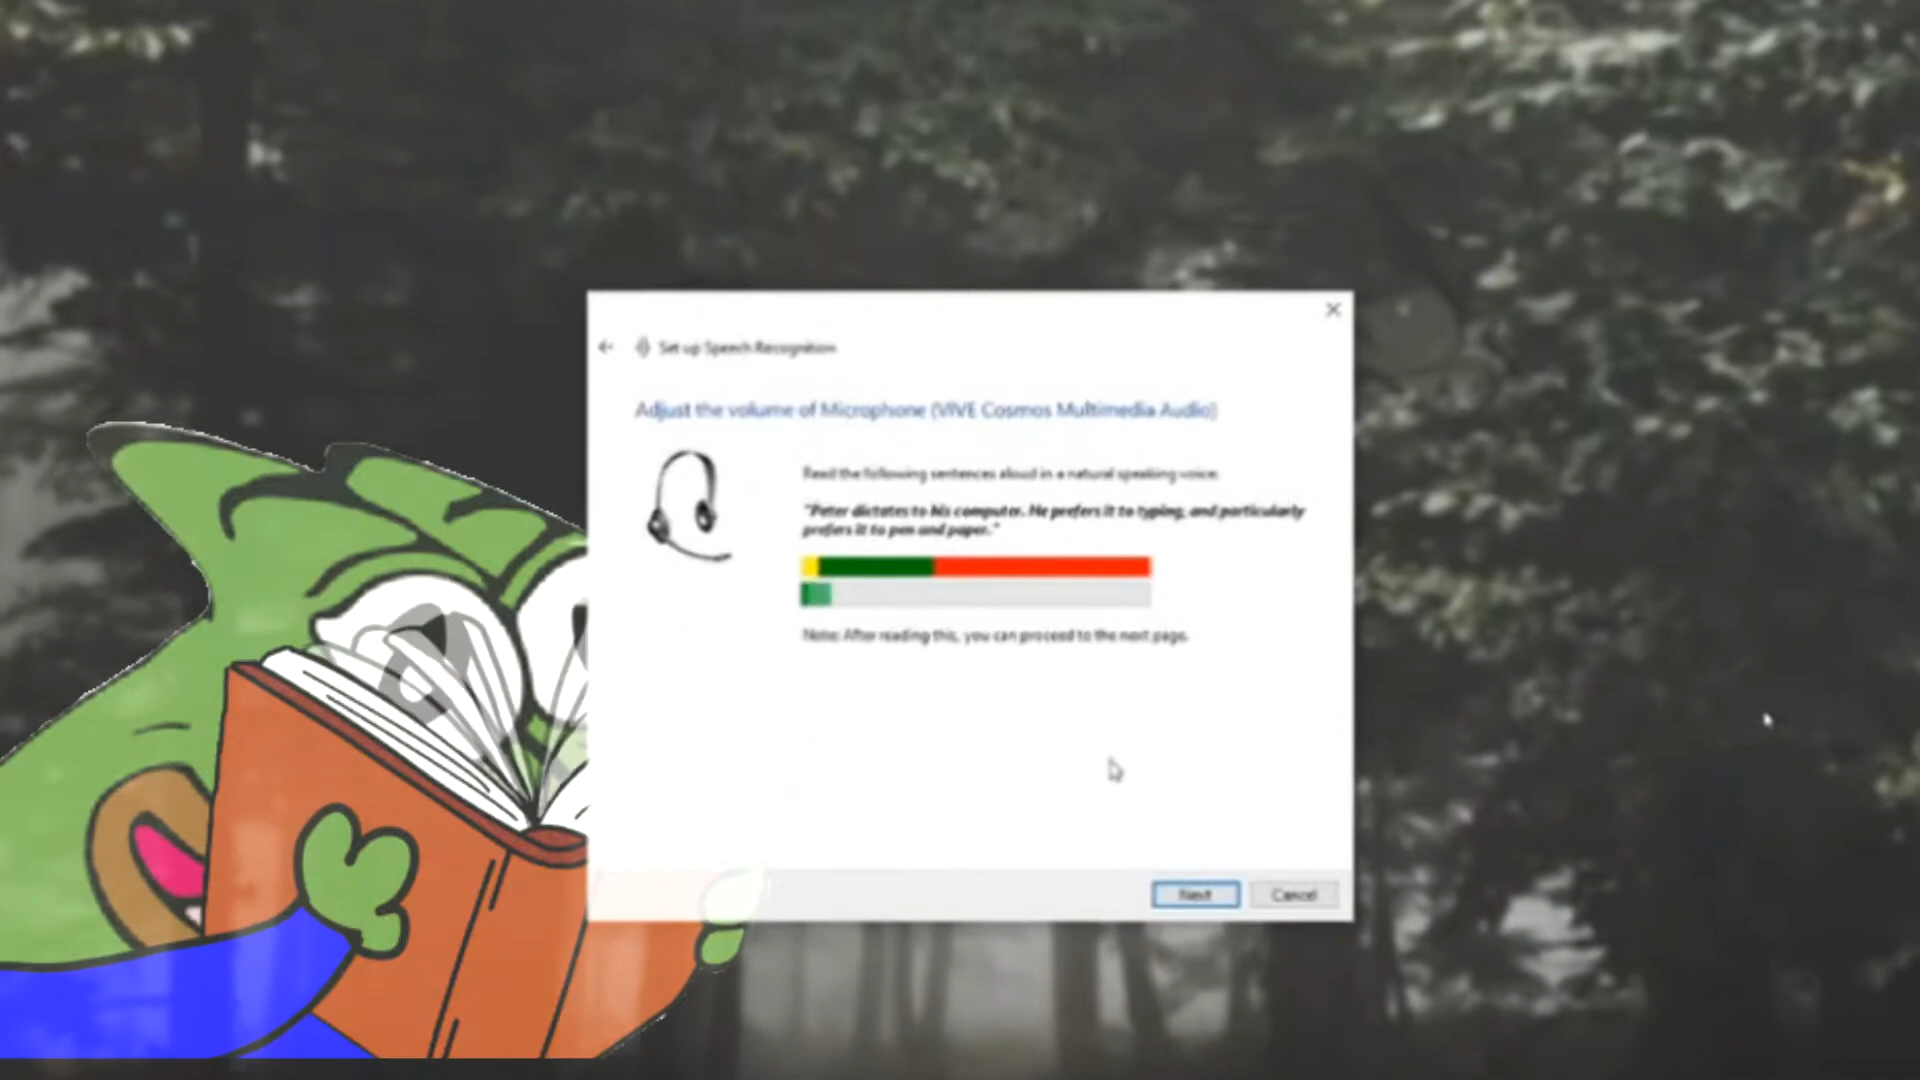 Set up Speech Recognition
Adjust the volume of Microphone (VIVE Cosmos Multimedia Audio)
Read the following sentences aloud in a natural speaking voice:
"Peter dictates to his computer. He prefers it to typing, and particularly
prefers it to pen and paper."
Note: After reading this, you can proceed to the next page.
Next
Cancel